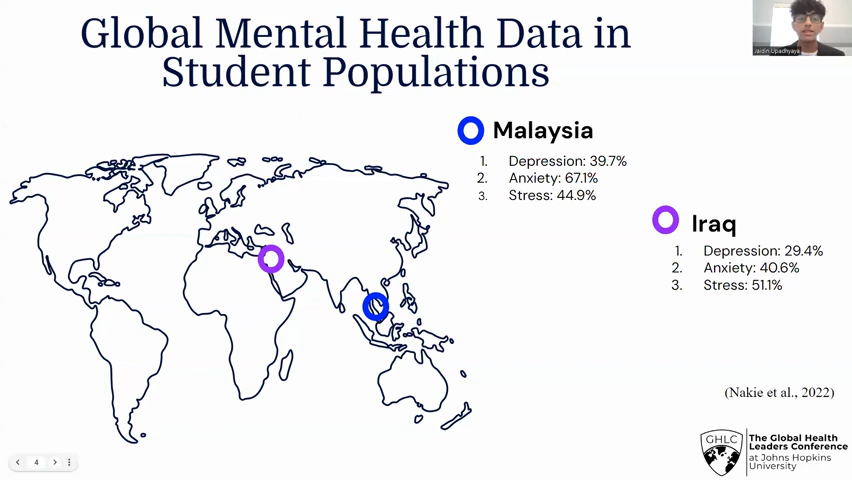 Global Mental Health Data in
Student Populations
Jaidin Upadhyaya
Malaysia
1. Depression: 39.7%
2. Anxiety: 67.1%
3. Stress: 44.9%
Iraq
1. Depression: 29.4%
2. Anxiety: 40.6%
3. Stress: 51.1%
(Nakie et al., 2022)
GHLC
The Global Health
Leaders Conference
at Johns Hopkins
University
4